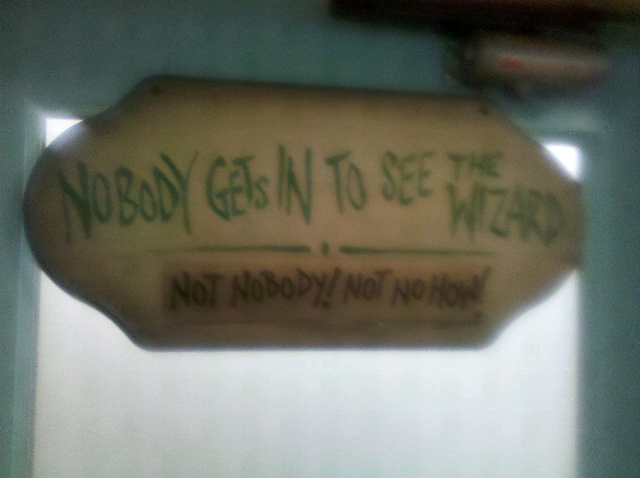 NOBODY GETS IN TO SEE THE WIZARD
NOT NOBODY! NOT NO HOW!